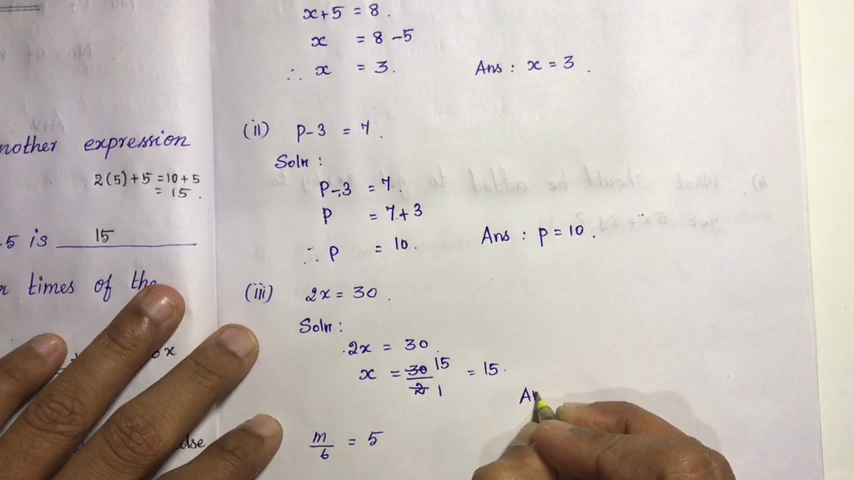 nother expression
2(5)+5 = 10+5
= 15.
5 is 15
times of the
x+5 = 8.
x = 8-5
∴ x = 3. Ans : x = 3.
(ii) p-3 = 7.
Soln :
p-3 = 7.
p = 7+3
∴ p = 10. Ans : p = 10.
(iii) 2x = 30.
Soln :
2x = 30.
x = 30/2 15/1 = 15.
A
m/6 = 5